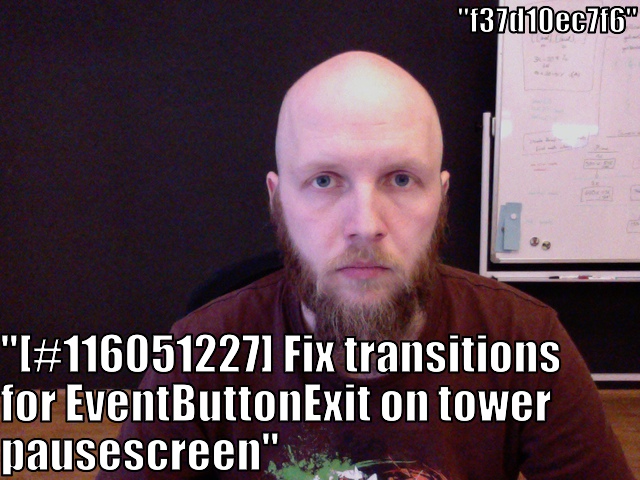 "f37d10ec7f6"
"[#116051227] Fix transitions
for EventButtonExit on tower
pausescreen"